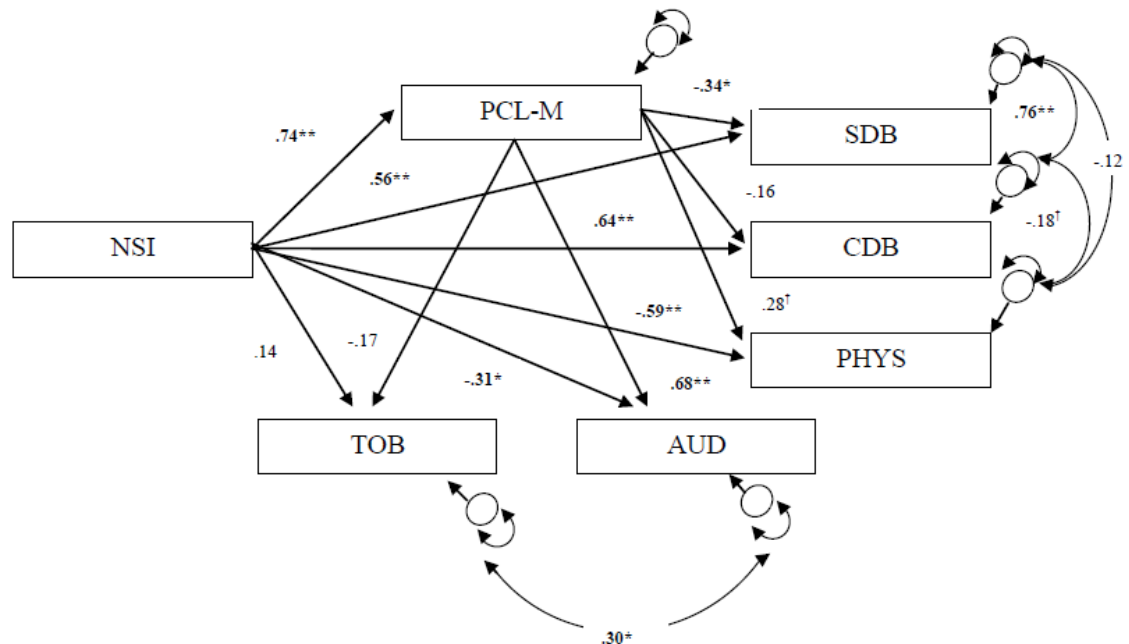 -.34*
.76**
PCL-M
SDB
.74**
-.12
.56**
-.16
.64**
-.18†
NSI
CDB
-.59**
.28†
.14
-.17
PHYS
-.31*
.68**
TOB
AUD
.30*